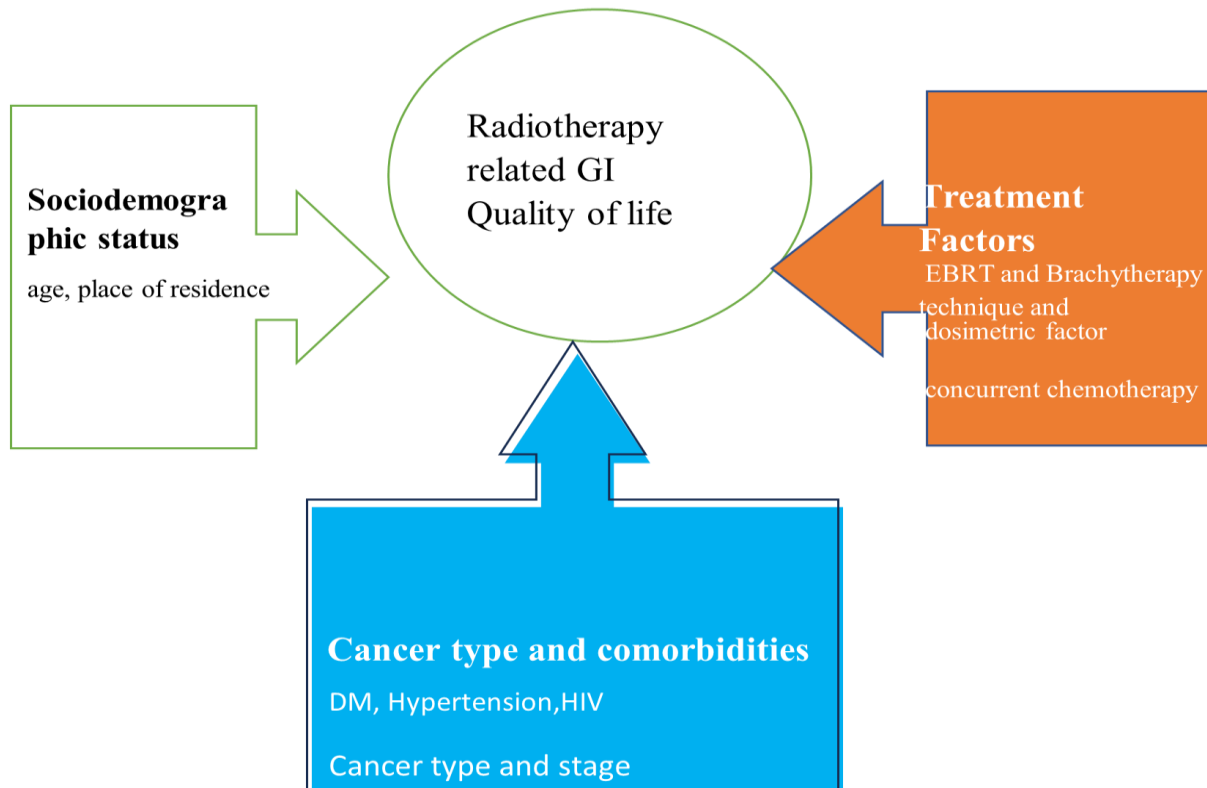 Radiotherapy
related GI
Quality of life
Sociodemogra
phic status
age, place of residence
Treatment
Factors
EBRT and Brachytherapy
technique and
dosimetric factor
concurrent chemotherapy
Cancer type and comorbidities
DM, Hypertension,HIV
Cancer type and stage